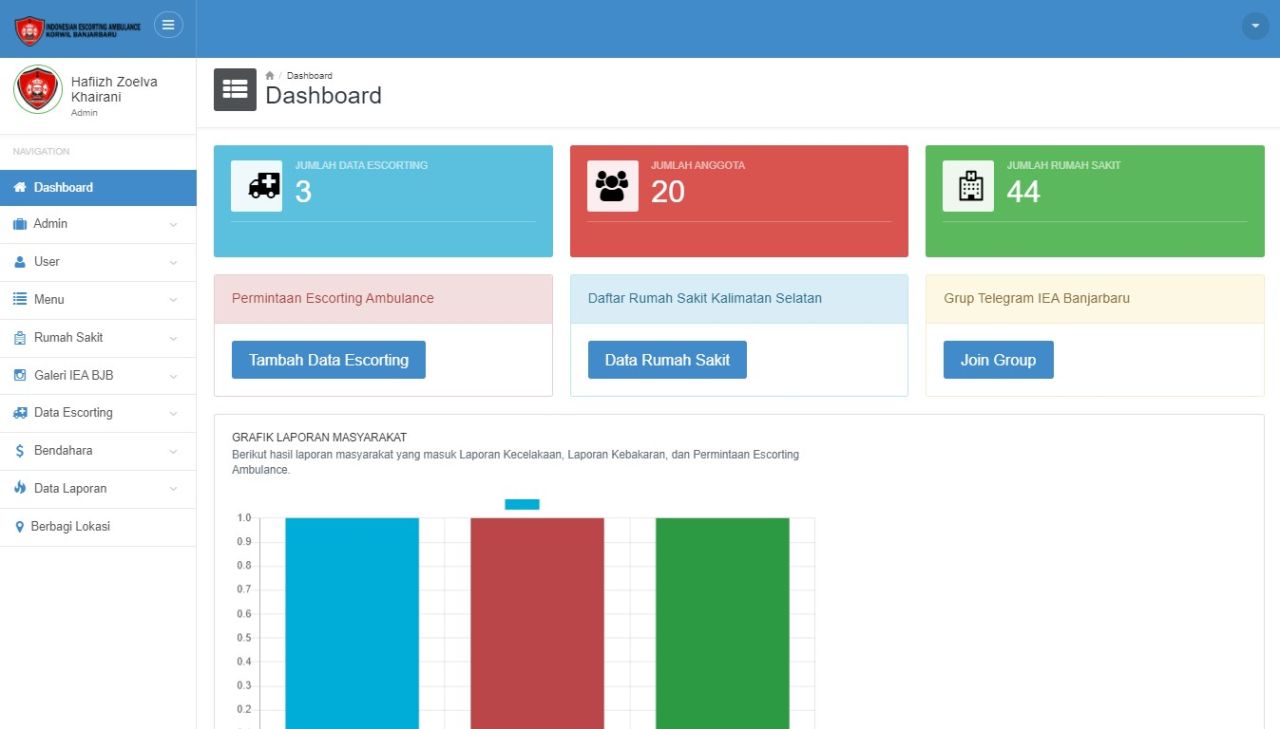 INDONESIAN ESCORTING AMBULANCE
KORWIL BANJARBARU
Hafiizh Zoelva
Khairani
Admin
NAVIGATION
Dashboard
Admin
User
Menu
Rumah Sakit
Galeri IEA BJB
Data Escorting
Bendahara
Data Laporan
Berbagi Lokasi
/ Dashboard
Dashboard
JUMLAH DATA ESCORTING
3
JUMLAH ANGGOTA
20
JUMLAH RUMAH SAKIT
44
Permintaan Escorting Ambulance
Tambah Data Escorting
Daftar Rumah Sakit Kalimatan Selatan
Data Rumah Sakit
Grup Telegram IEA Banjarbaru
Join Group
GRAFIK LAPORAN MASYARAKAT
Berikut hasil laporan masyarakat yang masuk Laporan Kecelakaan, Laporan Kebakaran, dan Permintaan Escorting
Ambulance.
1.0
0.9
0.8
0.7
0.6
0.5
0.4
0.3
0.2